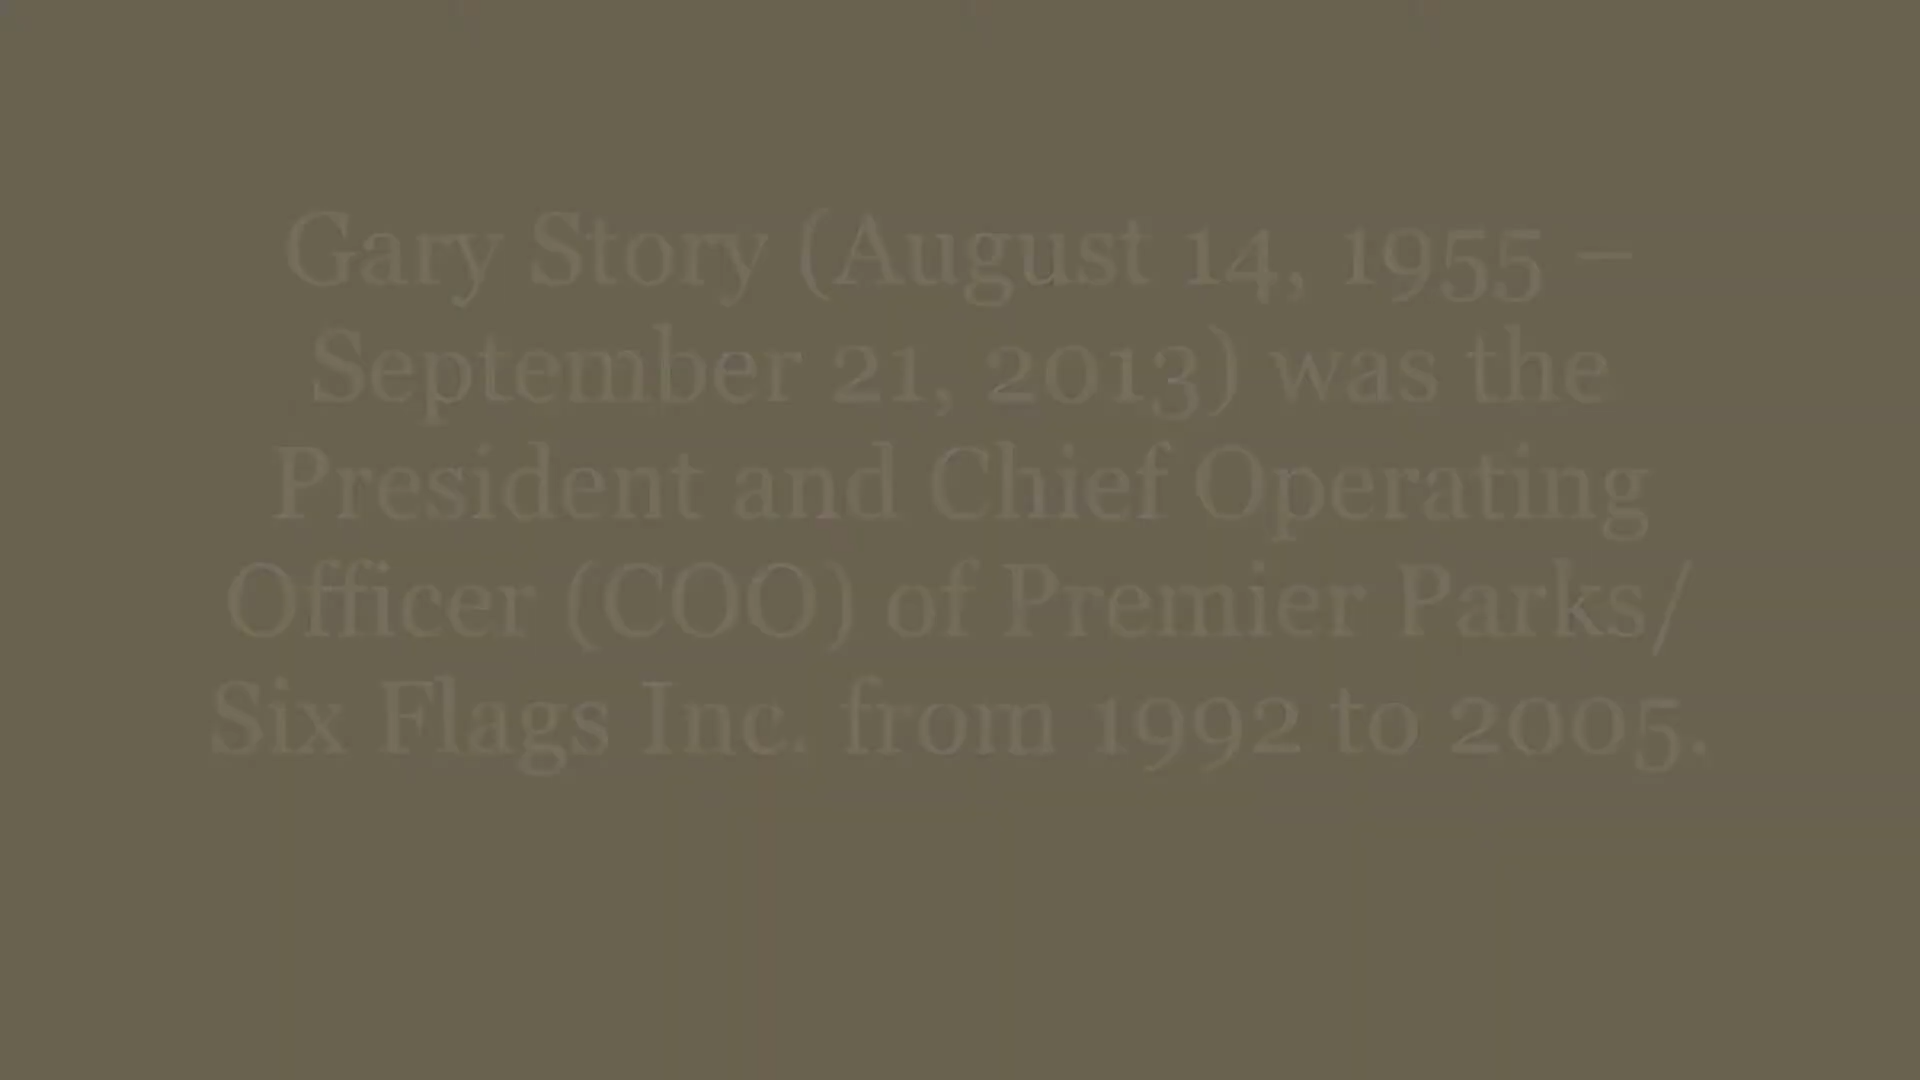 Gary Story (August 14, 1955 –
September 21, 2013) was the
President and Chief Operating
Officer (COO) of Premier Parks/
Six Flags Inc. from 1992 to 2005.